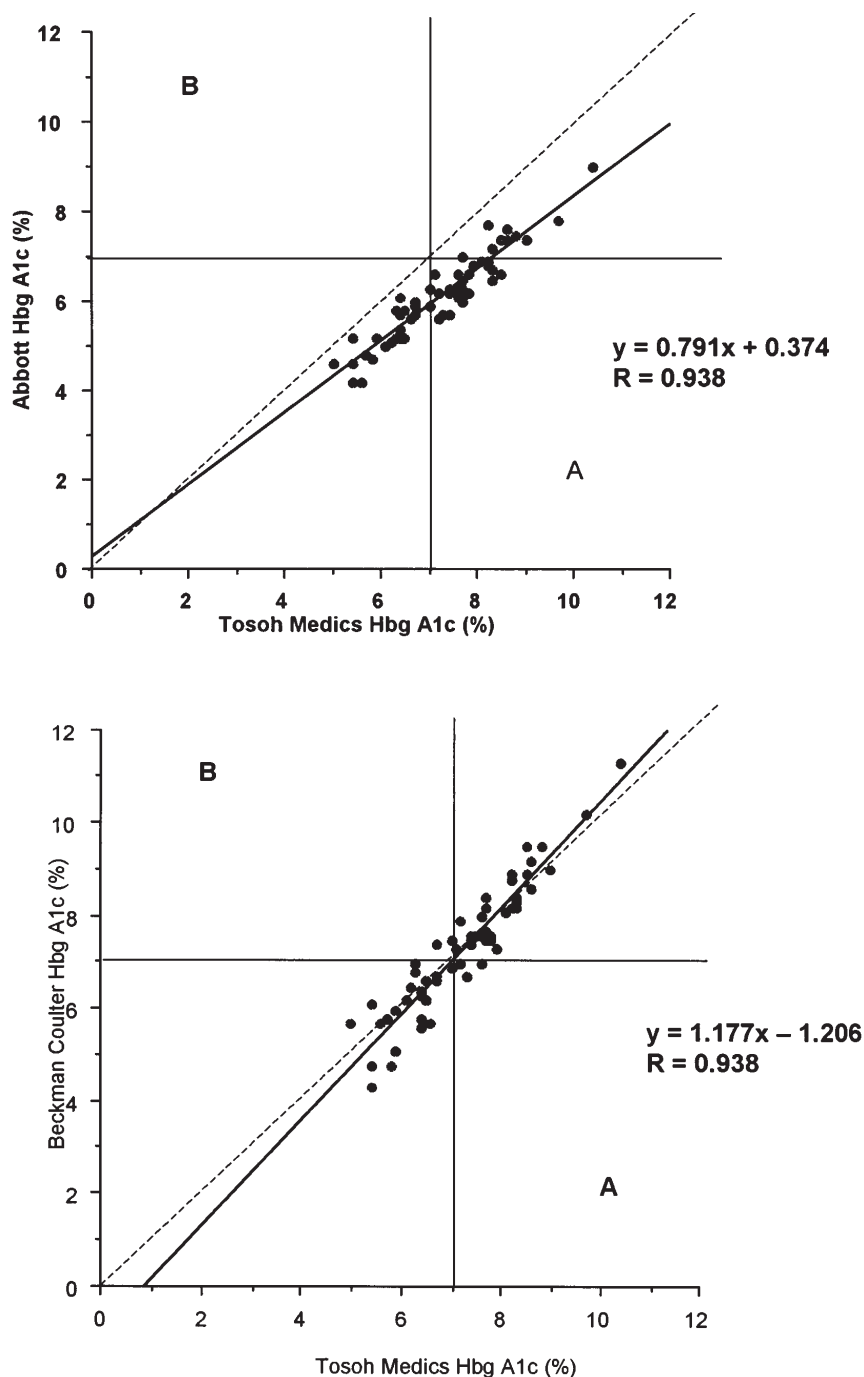 12
B
10
8
6
4
2
0
Abbott Hbg A1c (%)
y = 0.791x + 0.374
R = 0.938
A
0 2 4 6 8 10 12
Tosoh Medics Hbg A1c (%)
12
B
10
8
6
4
2
0
Beckman Coulter Hbg A1c (%)
y = 1.177x – 1.206
R = 0.938
A
0 2 4 6 8 10 12
Tosoh Medics Hbg A1c (%)